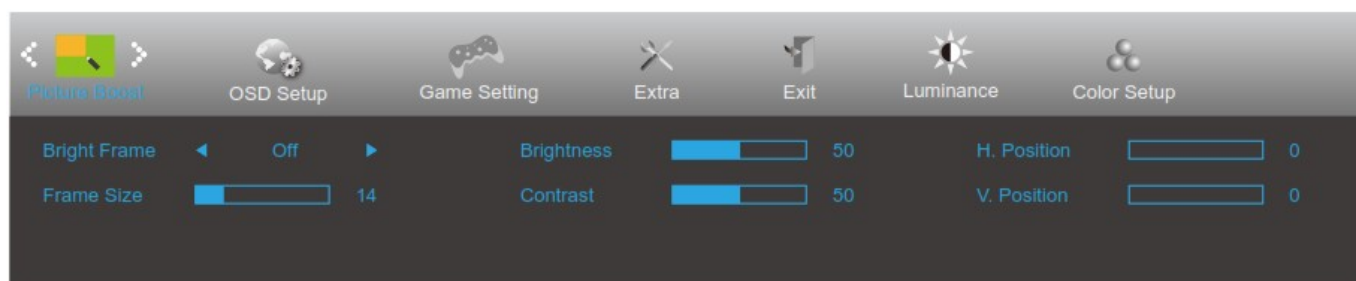 Picture Boost OSD Setup Game Setting Extra Exit Luminance Color Setup
Bright Frame Off Brightness 50 H. Position 0
Frame Size 14 Contrast 50 V. Position 0